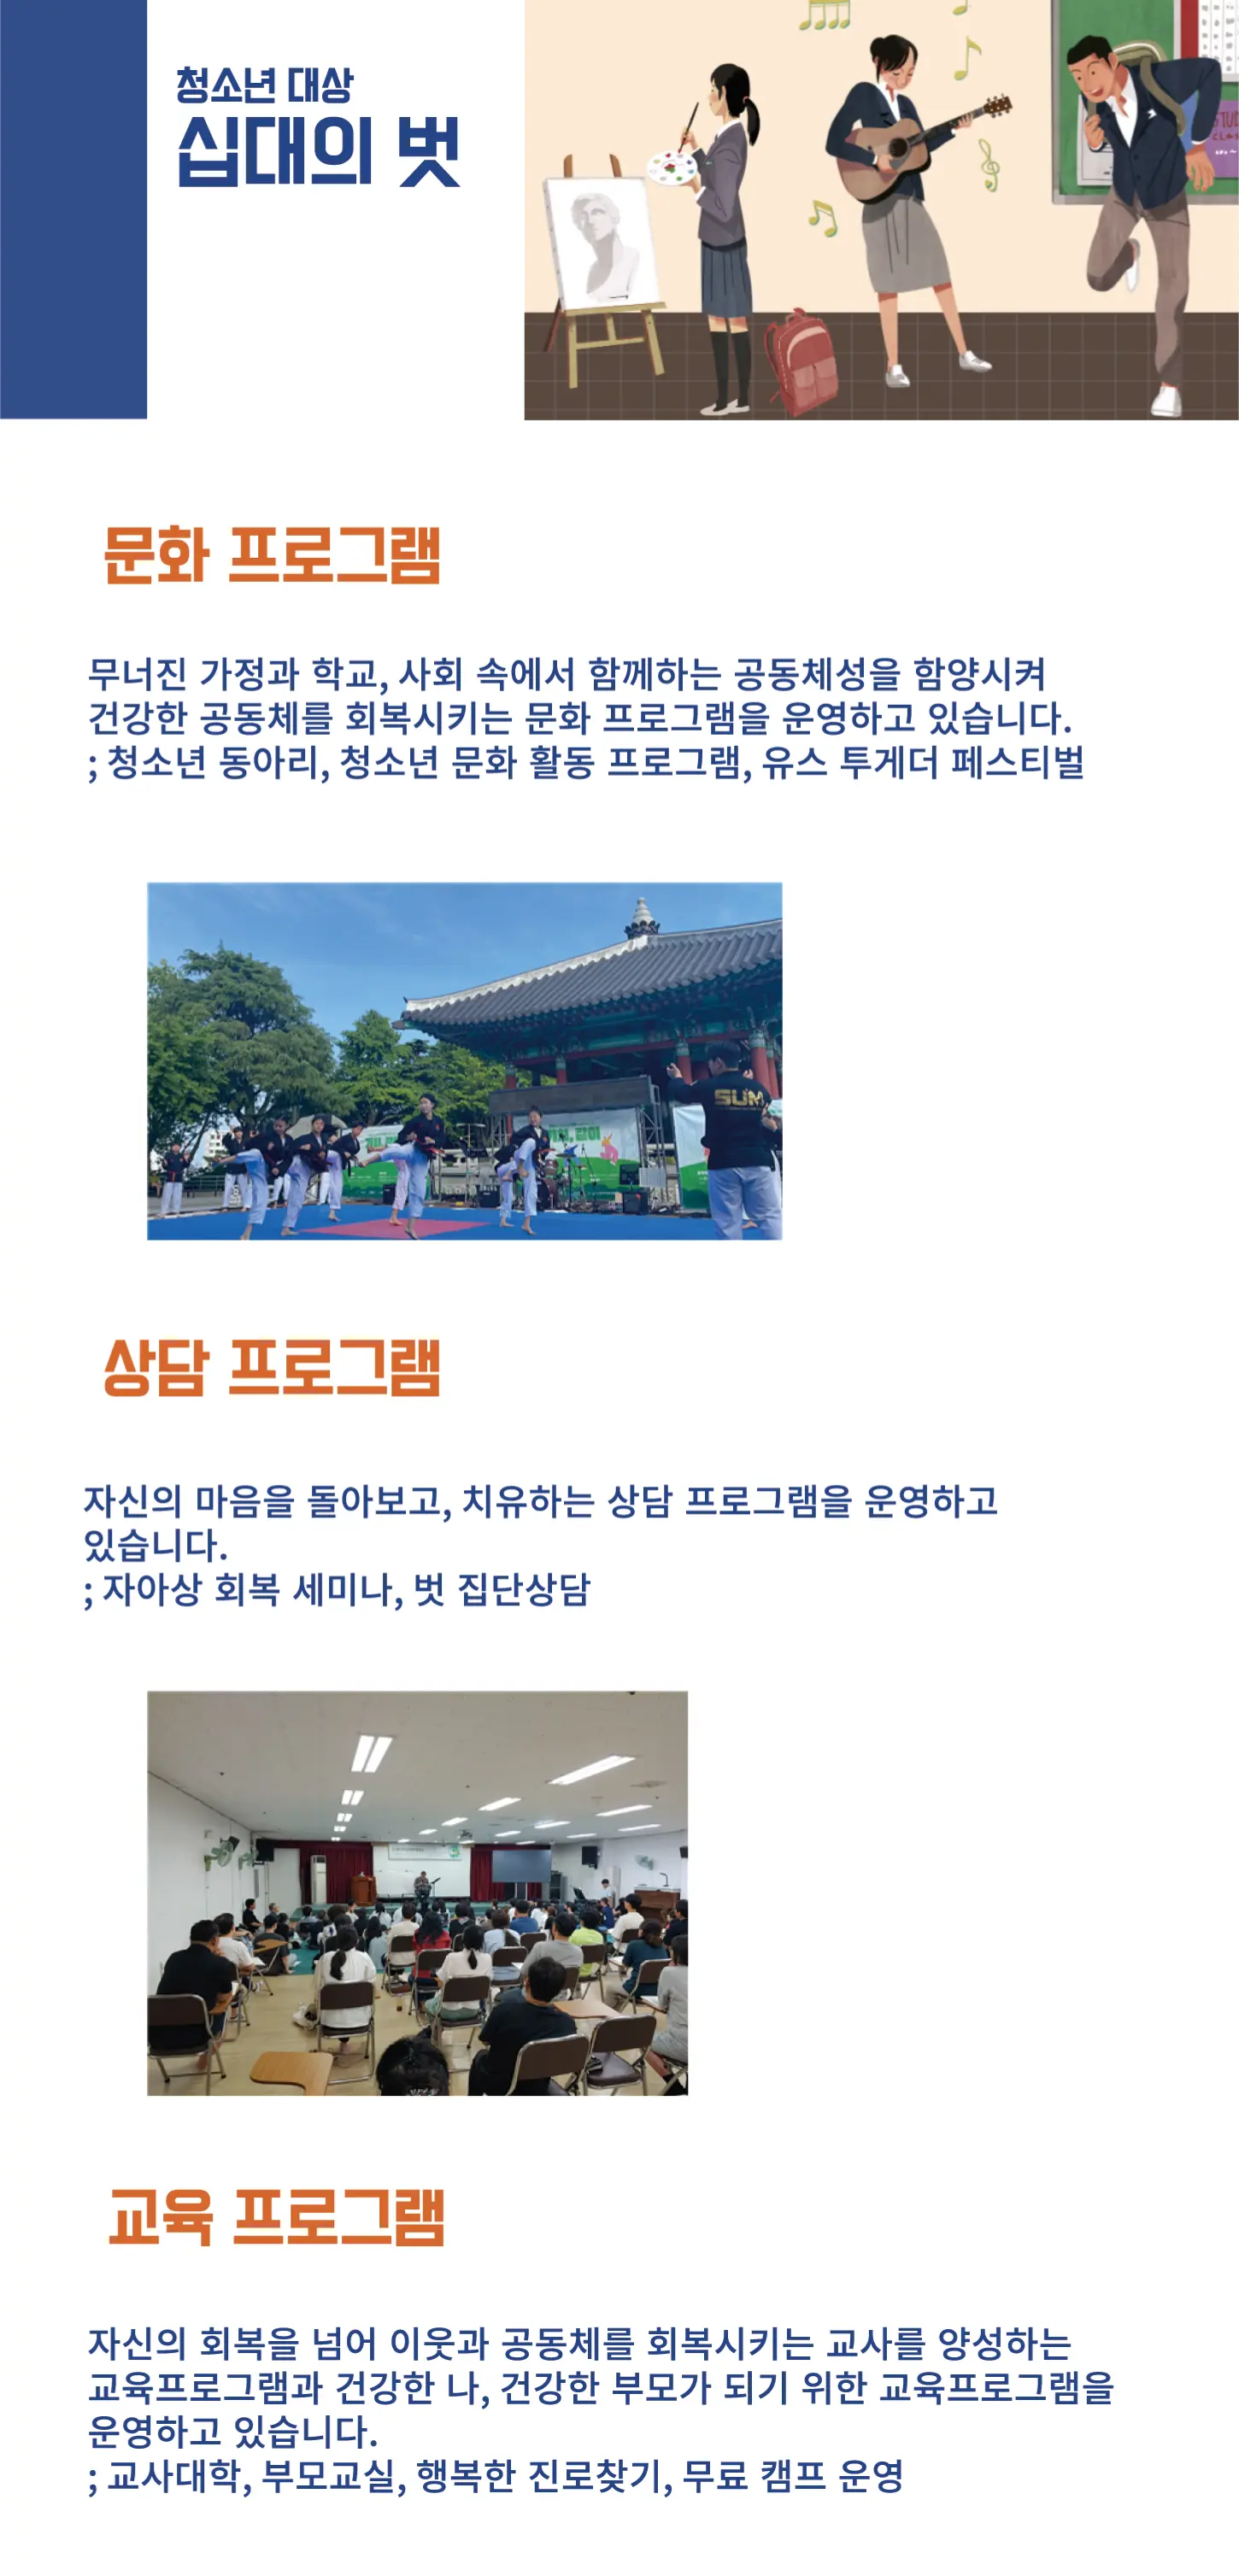 청소년 대상
십대의 벗
STUD
문화 프로그램
무너진 가정과 학교, 사회 속에서 함께하는 공동체성을 함양시켜
건강한 공동체를 회복시키는 문화 프로그램을 운영하고 있습니다.
; 청소년 동아리, 청소년 문화 활동 프로그램, 유스 투게더 페스티벌
SUM
상담 프로그램
자신의 마음을 돌아보고, 치유하는 상담 프로그램을 운영하고
있습니다.
; 자아상 회복 세미나, 벗 집단상담
교육 프로그램
자신의 회복을 넘어 이웃과 공동체를 회복시키는 교사를 양성하는
교육프로그램과 건강한 나, 건강한 부모가 되기 위한 교육프로그램을
운영하고 있습니다.
; 교사대학, 부모교실, 행복한 진로찾기, 무료 캠프 운영